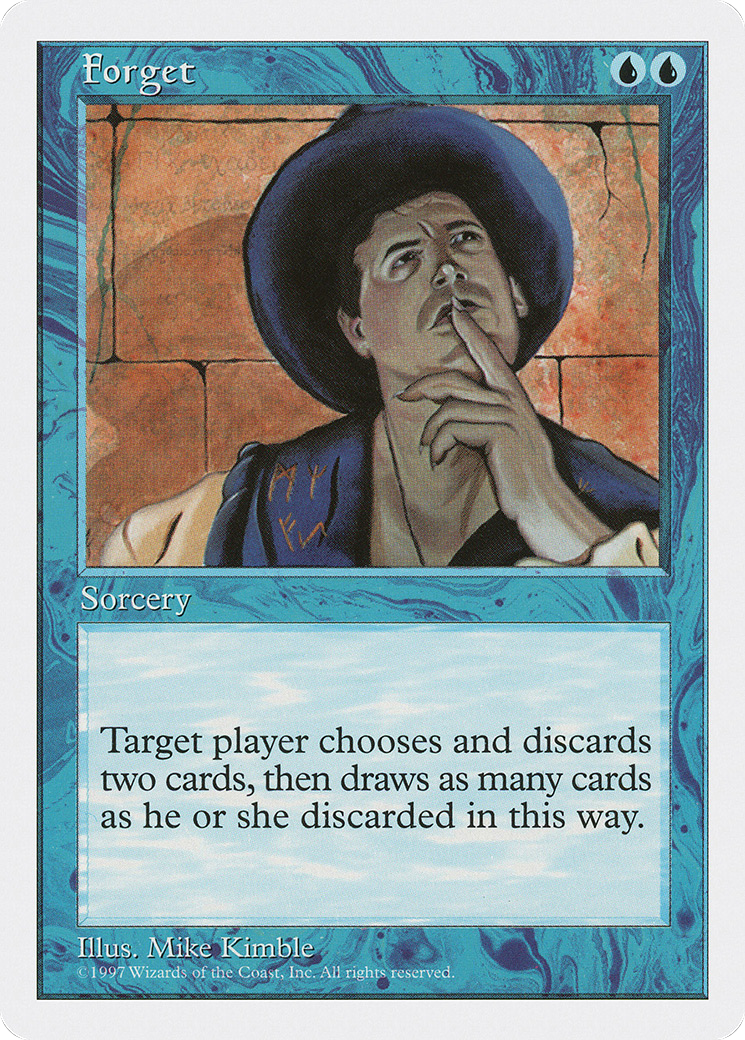 Forget
Sorcery
Target player chooses and discards
two cards, then draws as many cards
as he or she discarded in this way.
Illus. Mike Kimble
©1997 Wizards of the Coast, Inc. All rights reserved.